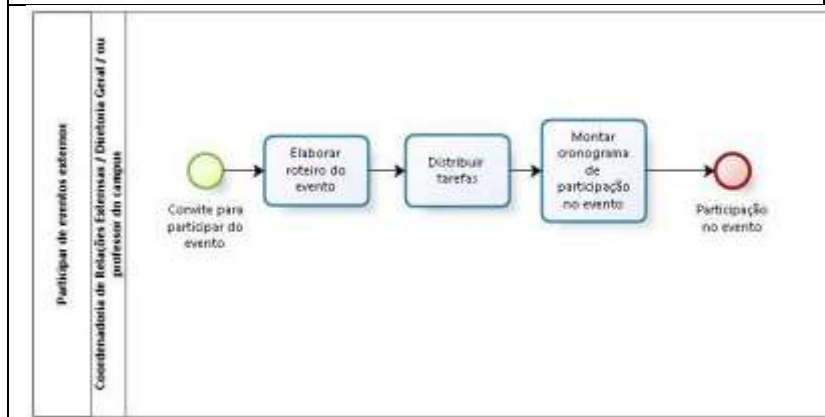 Participar de eventos externos
Coordenadoria de Relações Externas / Diretoria Geral / ou
professor do campus
Convite para
participar do
evento
Elaborar
roteiro do
evento
Distribuir
tarefas
Montar
cronograma
de
participação
no evento
Participação
no evento